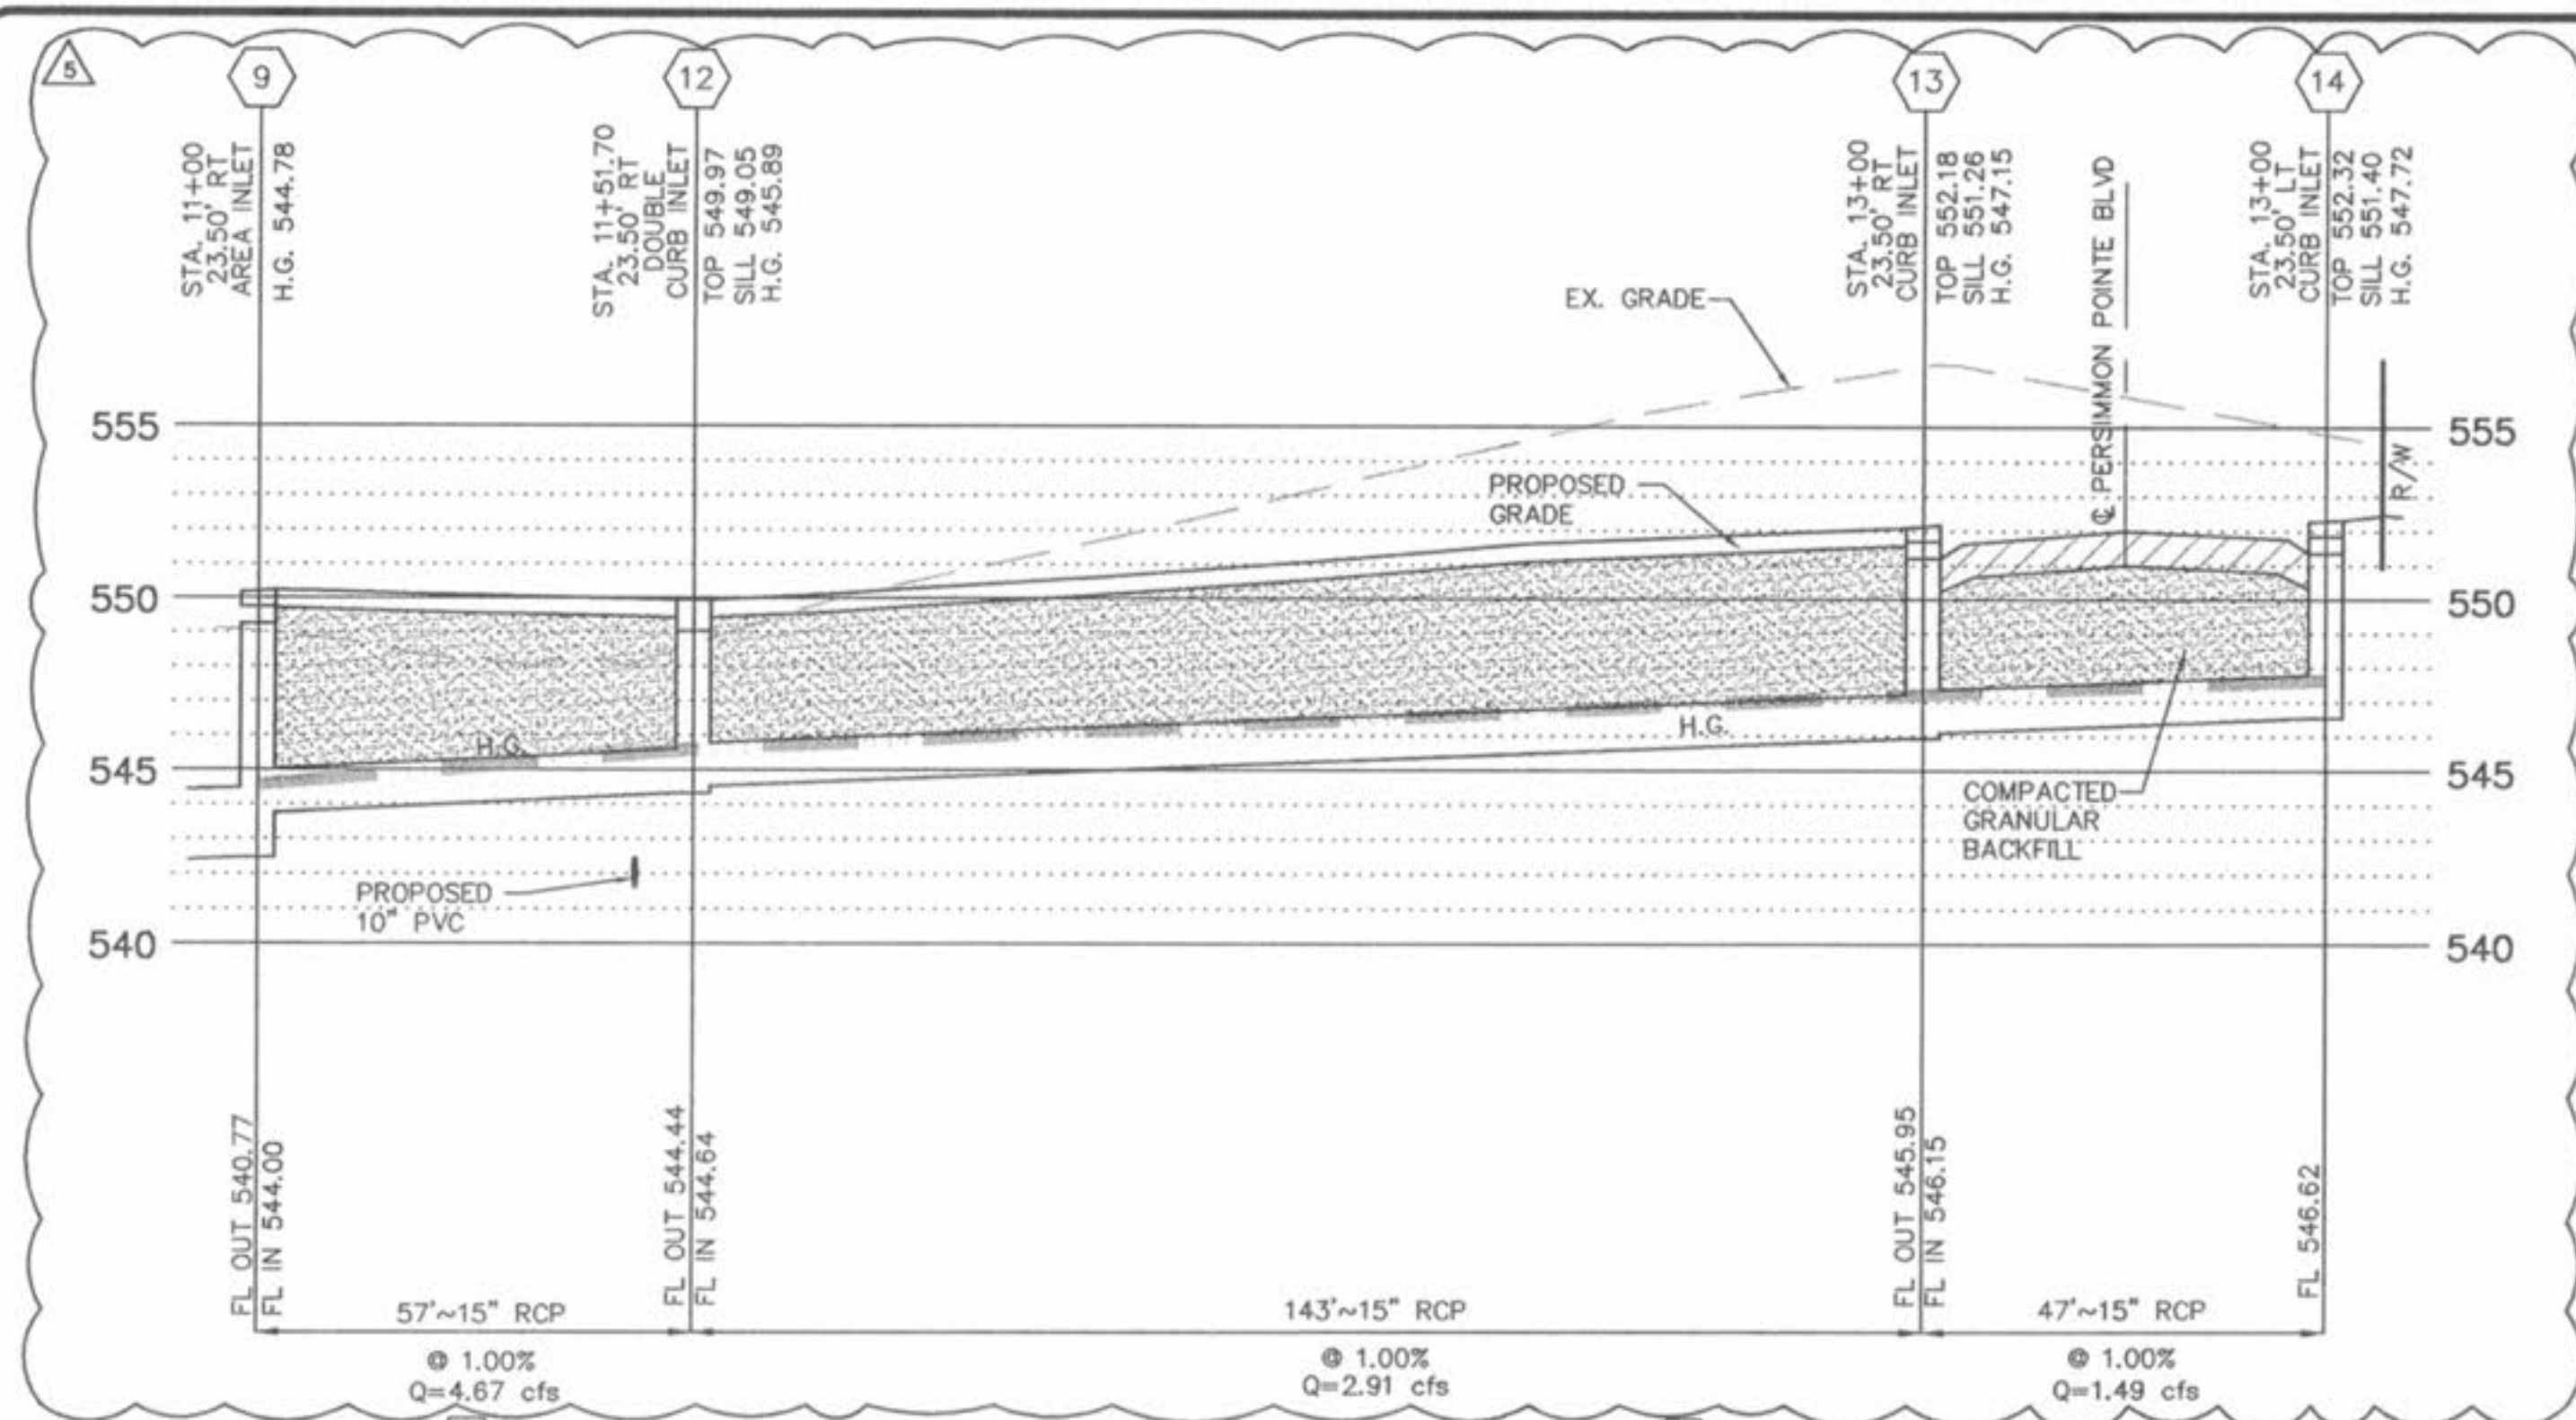 5
9
12
13
14
STA. 11+00
23.50' RT
AREA INLET
H.G. 544.78
STA. 11+51.70
23.50' RT
DOUBLE
CURB INLET
TOP 549.97
SILL 549.05
H.G. 545.89
STA. 13+00
23.50' RT
CURB INLET
TOP 552.18
SILL 551.26
H.G. 547.15
℄ PERSIMMON POINTE BLVD
STA. 13+00
23.50' LT
CURB INLET
TOP 552.32
SILL 551.40
H.G. 547.72
EX. GRADE
555
555
R/W
PROPOSED
GRADE
550
550
H.G.
H.G.
545
545
COMPACTED
GRANULAR
BACKFILL
PROPOSED
10" PVC
540
540
FL OUT 540.77
FL IN 544.00
FL OUT 544.44
FL IN 544.64
FL OUT 545.95
FL IN 546.15
FL 546.62
57'~15" RCP
143'~15" RCP
47'~15" RCP
@ 1.00%
@ 1.00%
@ 1.00%
Q=4.67 cfs
Q=2.91 cfs
Q=1.49 cfs